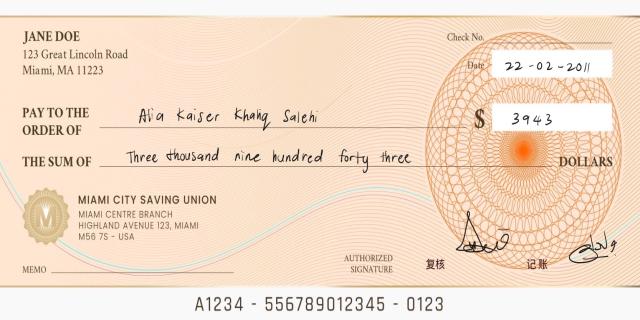 JANE DOE
Check No.
123 Great Lincoln Road
Miami, MA 11223
Date 22-02-2011
PAY TO THE
ORDER OF Atia Kaiser Khaliq Salehi
$ 3943
THE SUM OF Three thousand nine hundred forty three DOLLARS
MIAMI CITY SAVING UNION
MIAMI CENTRE BRANCH
HIGHLAND AVENUE 123, MIAMI
M56 7S - USA
MEMO
AUTHORIZED
SIGNATURE
复核
记账
A1234 - 556789012345 - 0123